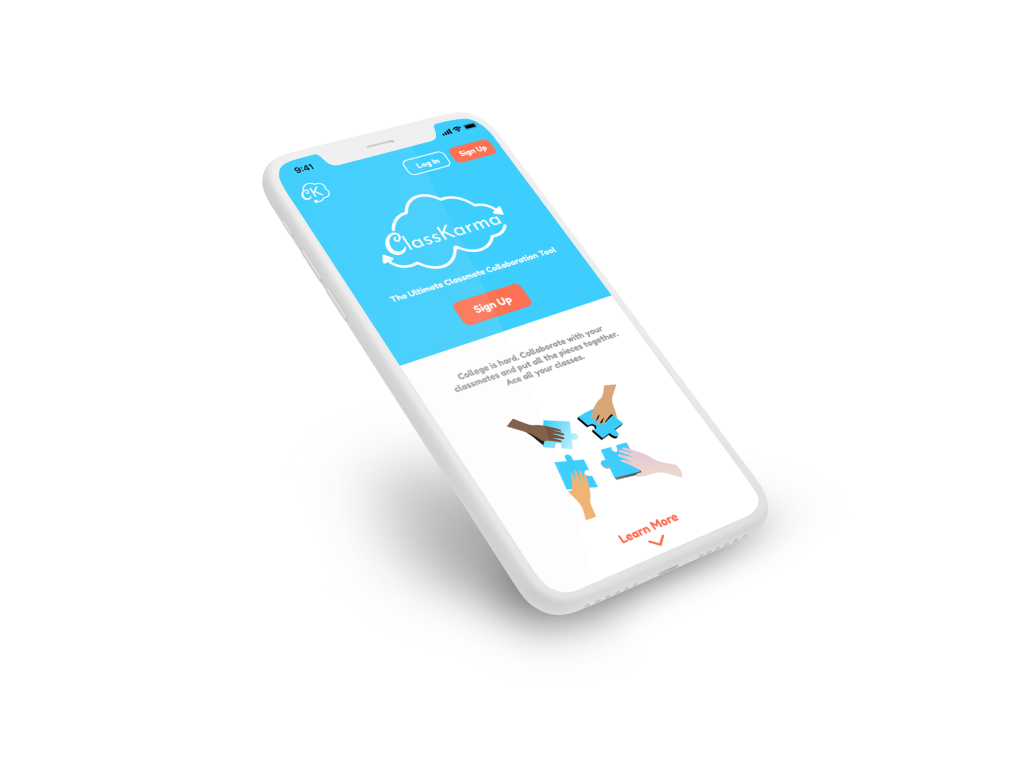 9:41
CK
Log In
Sign Up
ClassKarma
The Ultimate Classmate Collaboration Tool
Sign Up
College is hard. Collaborate with your
classmates and put all the pieces together.
Ace all your classes.
Learn More